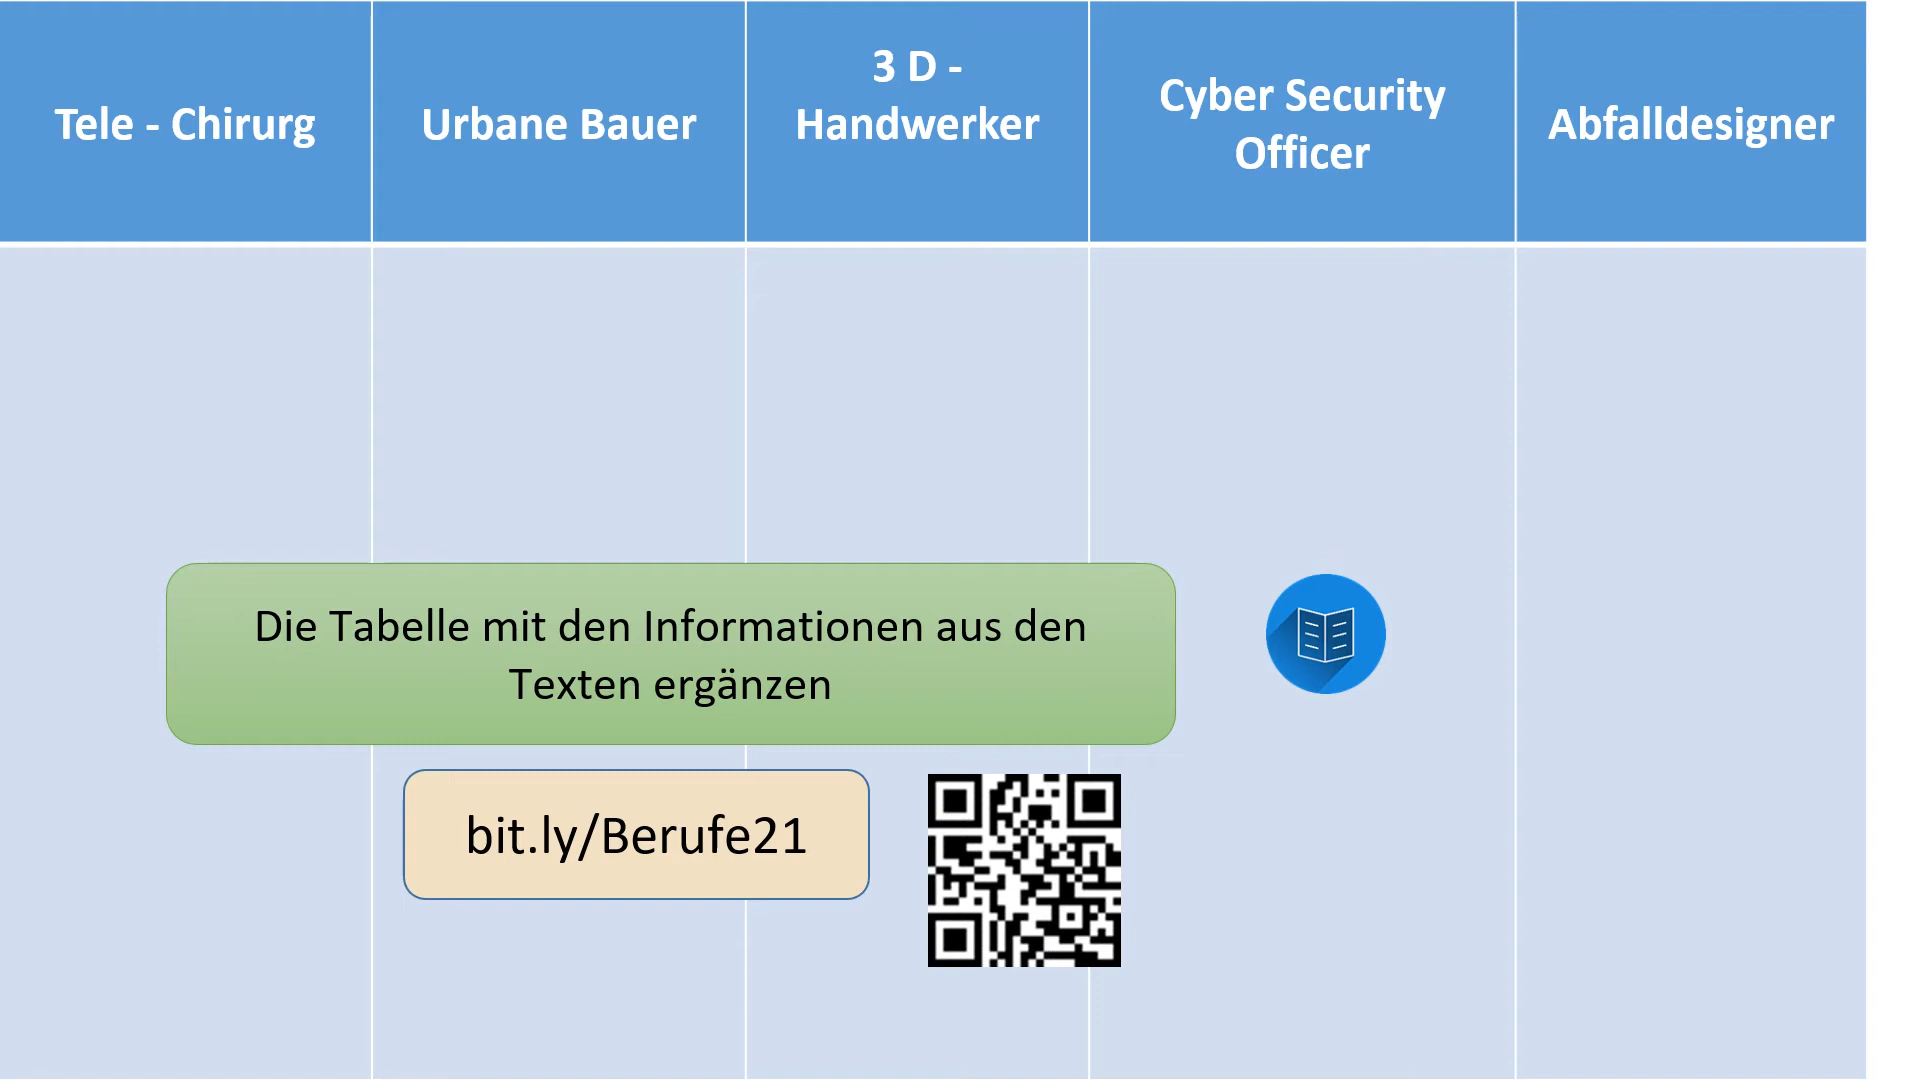 Tele - Chirurg
Urbane Bauer
3 D -
Handwerker
Cyber Security
Officer
Abfalldesigner
Die Tabelle mit den Informationen aus den
Texten ergänzen
bit.ly/Berufe21